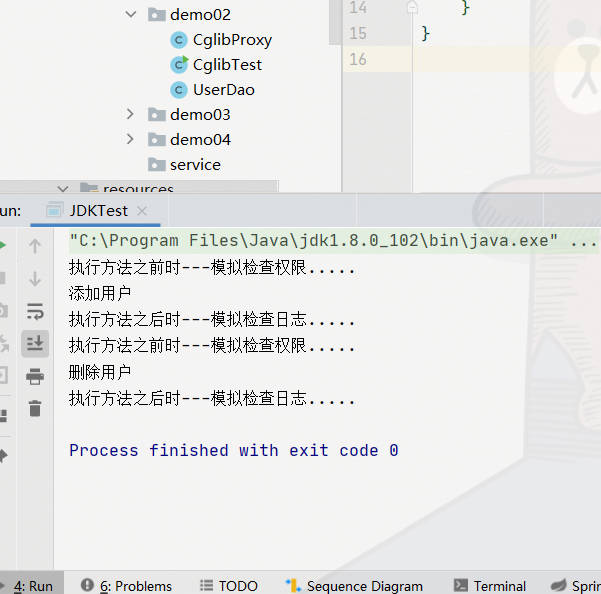 demo02
CglibProxy
CglibTest
UserDao
demo03
demo04
service
resources
14 }
15 }
16
un: JDKTest
"C:\Program Files\Java\jdk1.8.0_102\bin\java.exe" ...
执行方法之前时---模拟检查权限.....
添加用户
执行方法之后时---模拟检查日志.....
执行方法之前时---模拟检查权限.....
删除用户
执行方法之后时---模拟检查日志.....
Process finished with exit code 0
4: Run 6: Problems TODO Sequence Diagram Terminal Sprin